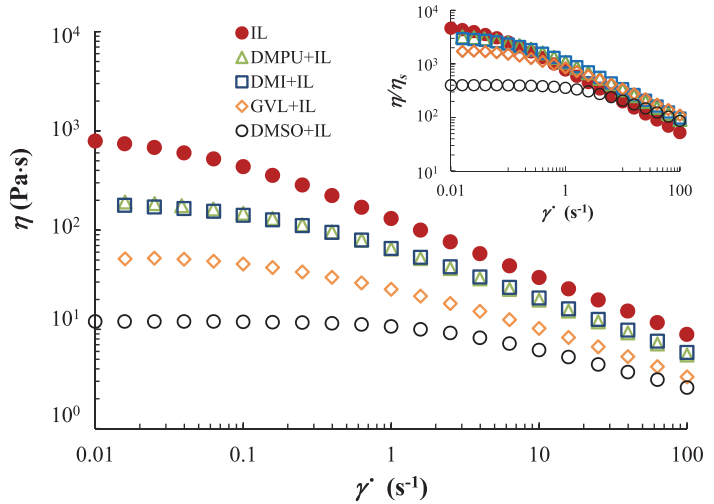 10⁴
10³
10²
10¹
10⁰
η (Pa·s)
IL
DMPU+IL
DMI+IL
GVL+IL
DMSO+IL
0.01
0.1
1
10
100
γ˙ (s⁻¹)
10⁴
10³
10²
10¹
η/ηₛ
0.01
1
100
γ˙ (s⁻¹)